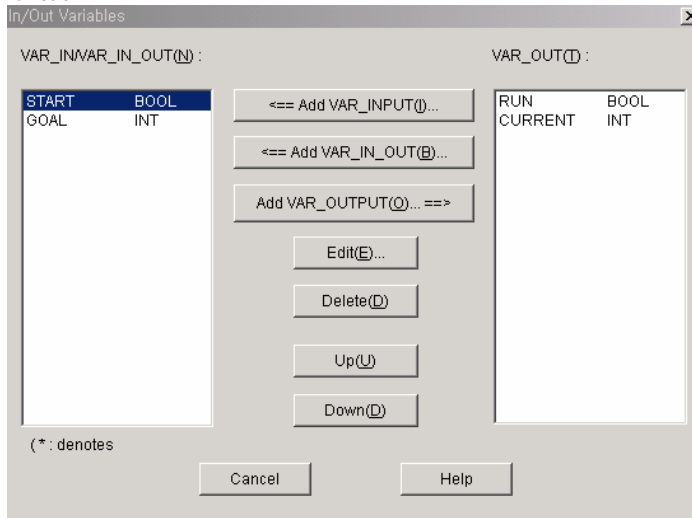 In/Out Variables
VAR_IN/VAR_IN_OUT(N) :
VAR_OUT(T) :
START BOOL
GOAL INT
<== Add VAR_INPUT(I)...
<== Add VAR_IN_OUT(B)...
Add VAR_OUTPUT(O)... ==>
Edit(E)...
Delete(D)
Up(U)
Down(D)
RUN BOOL
CURRENT INT
(* : denotes
Cancel
Help